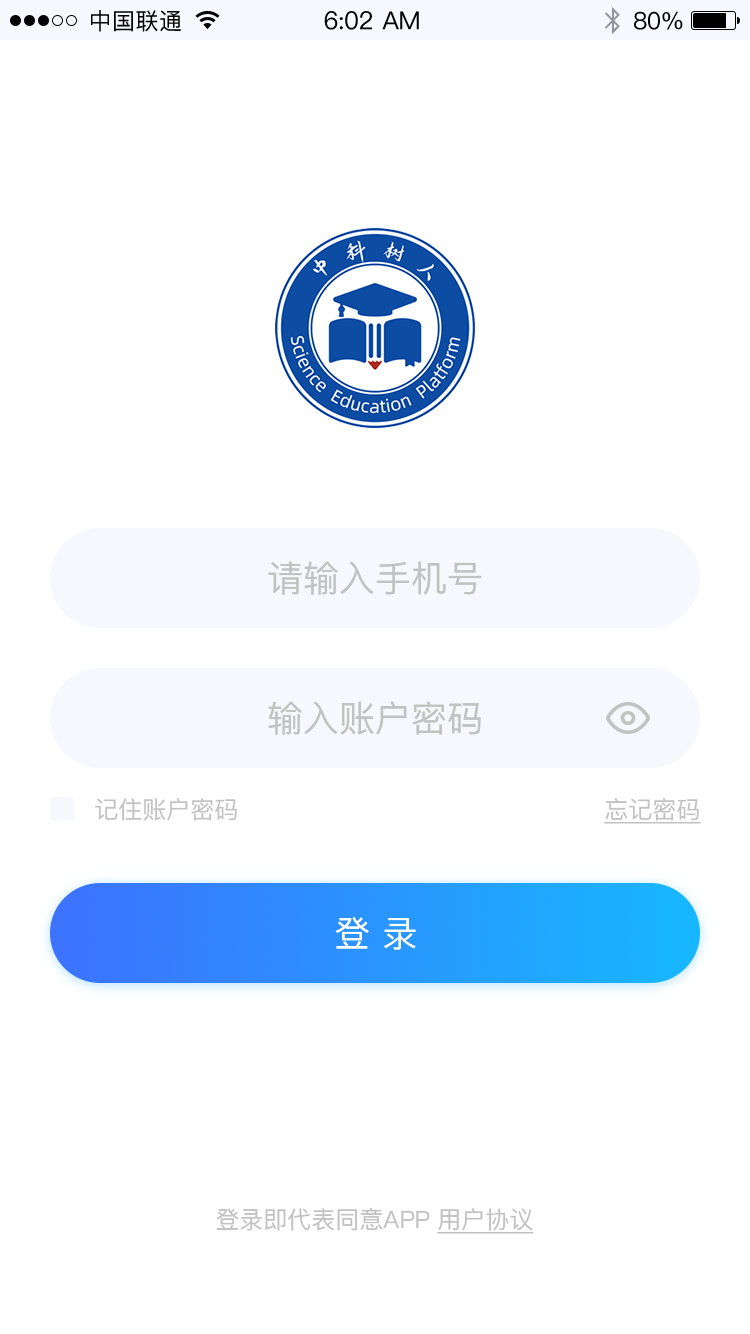 中国联通
6:02 AM
80%
中科树人
Science Education Platform
请输入手机号
输入账户密码
记住账户密码
忘记密码
登 录
登录即代表同意APP 用户协议